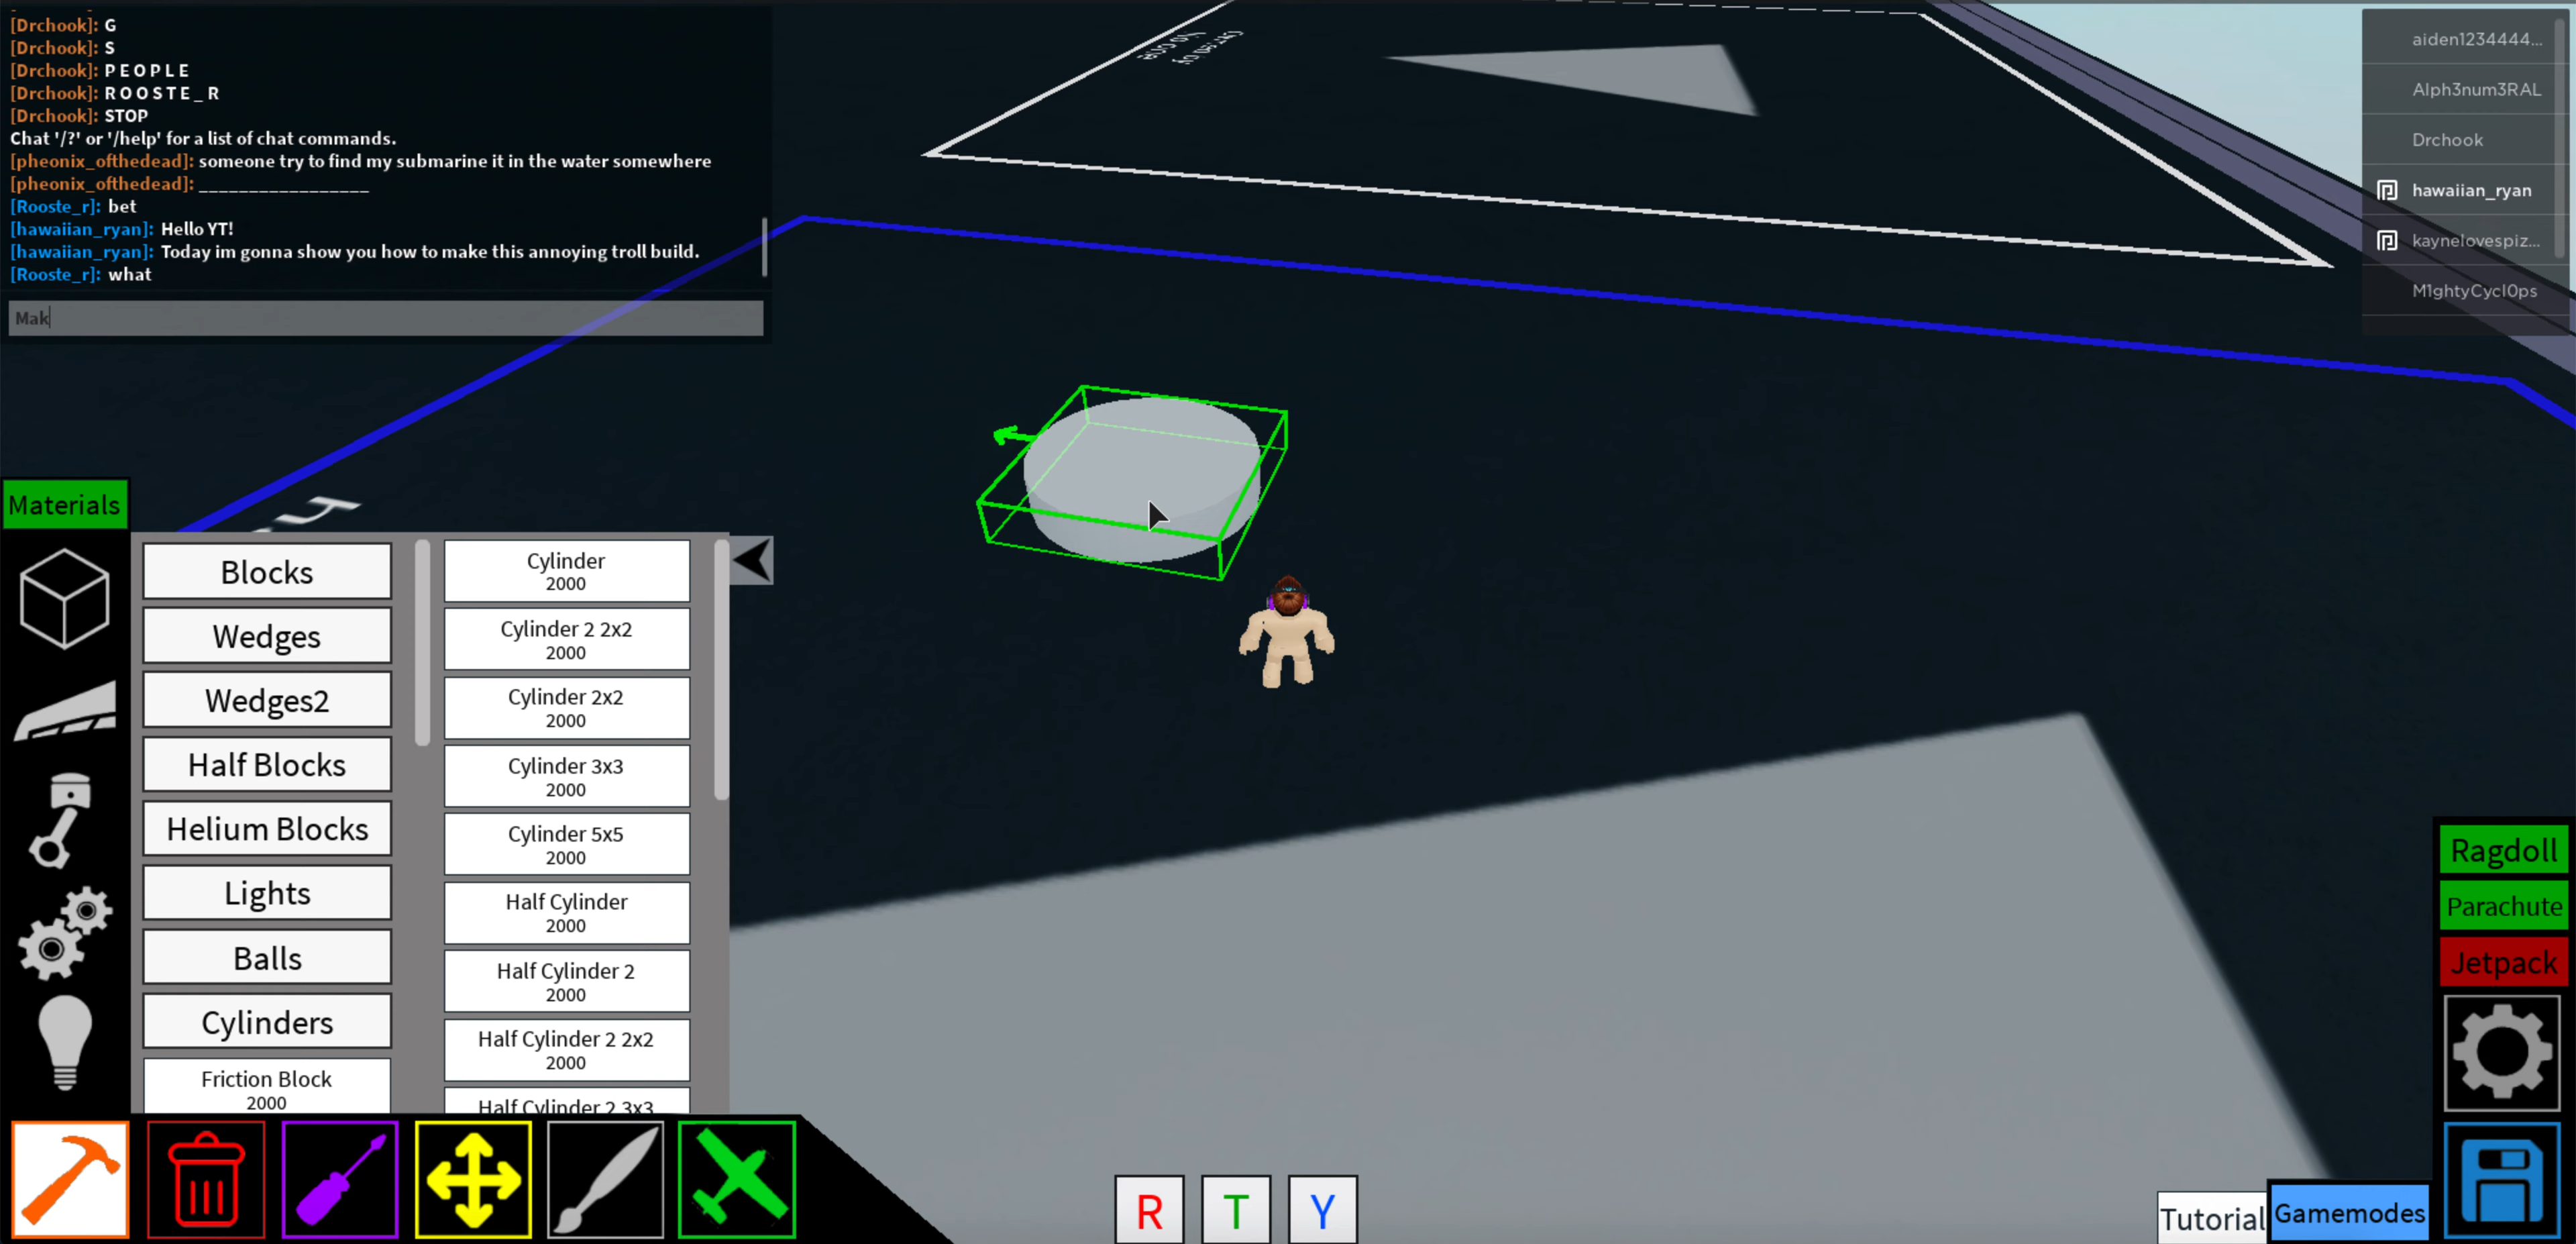 [Drchook]: G
[Drchook]: S
[Drchook]: P E O P L E
[Drchook]: R O O S T E _ R
[Drchook]: STOP
Chat '/?' or '/help' for a list of chat commands.
[pheonix_ofthedead]: someone try to find my submarine it in the water somewhere
[pheonix_ofthedead]: _________________
[Rooste_r]: bet
[hawaiian_ryan]: Hello YT!
[hawaiian_ryan]: Today im gonna show you how to make this annoying troll build.
[Rooste_r]: what
Mak
aiden1234444...
Alph3num3RAL
Drchook
hawaiian_ryan
kaynelovespiz...
M1ghtyCycl0ps
Materials
Blocks
Wedges
Wedges2
Half Blocks
Helium Blocks
Lights
Balls
Cylinders
Friction Block
2000
Cylinder
2000
Cylinder 2 2x2
2000
Cylinder 2x2
2000
Cylinder 3x3
2000
Cylinder 5x5
2000
Half Cylinder
2000
Half Cylinder 2
2000
Half Cylinder 2 2x2
2000
Half Cylinder 2 3x3
Ragdoll
Parachute
Jetpack
R T Y
Tutorial
Gamemodes